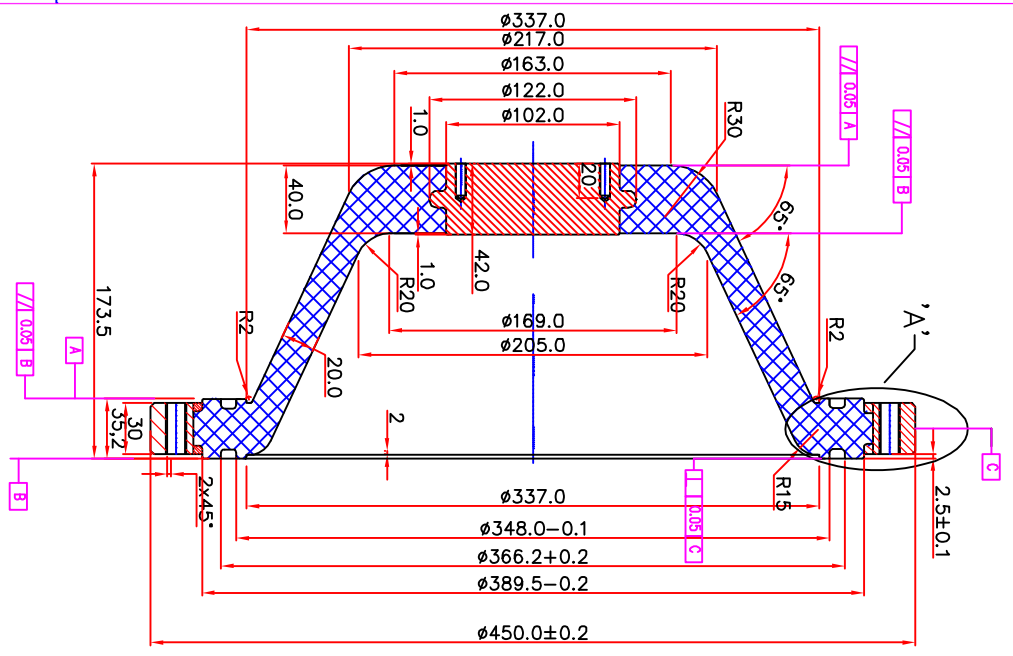 ø337.0
ø217.0
ø163.0
ø122.0
ø102.0
1.0
40.0
20
42.0
1.0
R30
// 0.05 A
// 0.05 B
65°
65°
R20
R20
ø169.0
ø205.0
173.5
// 0.05 B
A
R2
20.0
R2
'A'
30
35,2
2
2x45°
B
ø337.0
R15
C
2.5±0.1
0.05 C
ø348.0-0.1
ø366.2+0.2
ø389.5-0.2
ø450.0±0.2